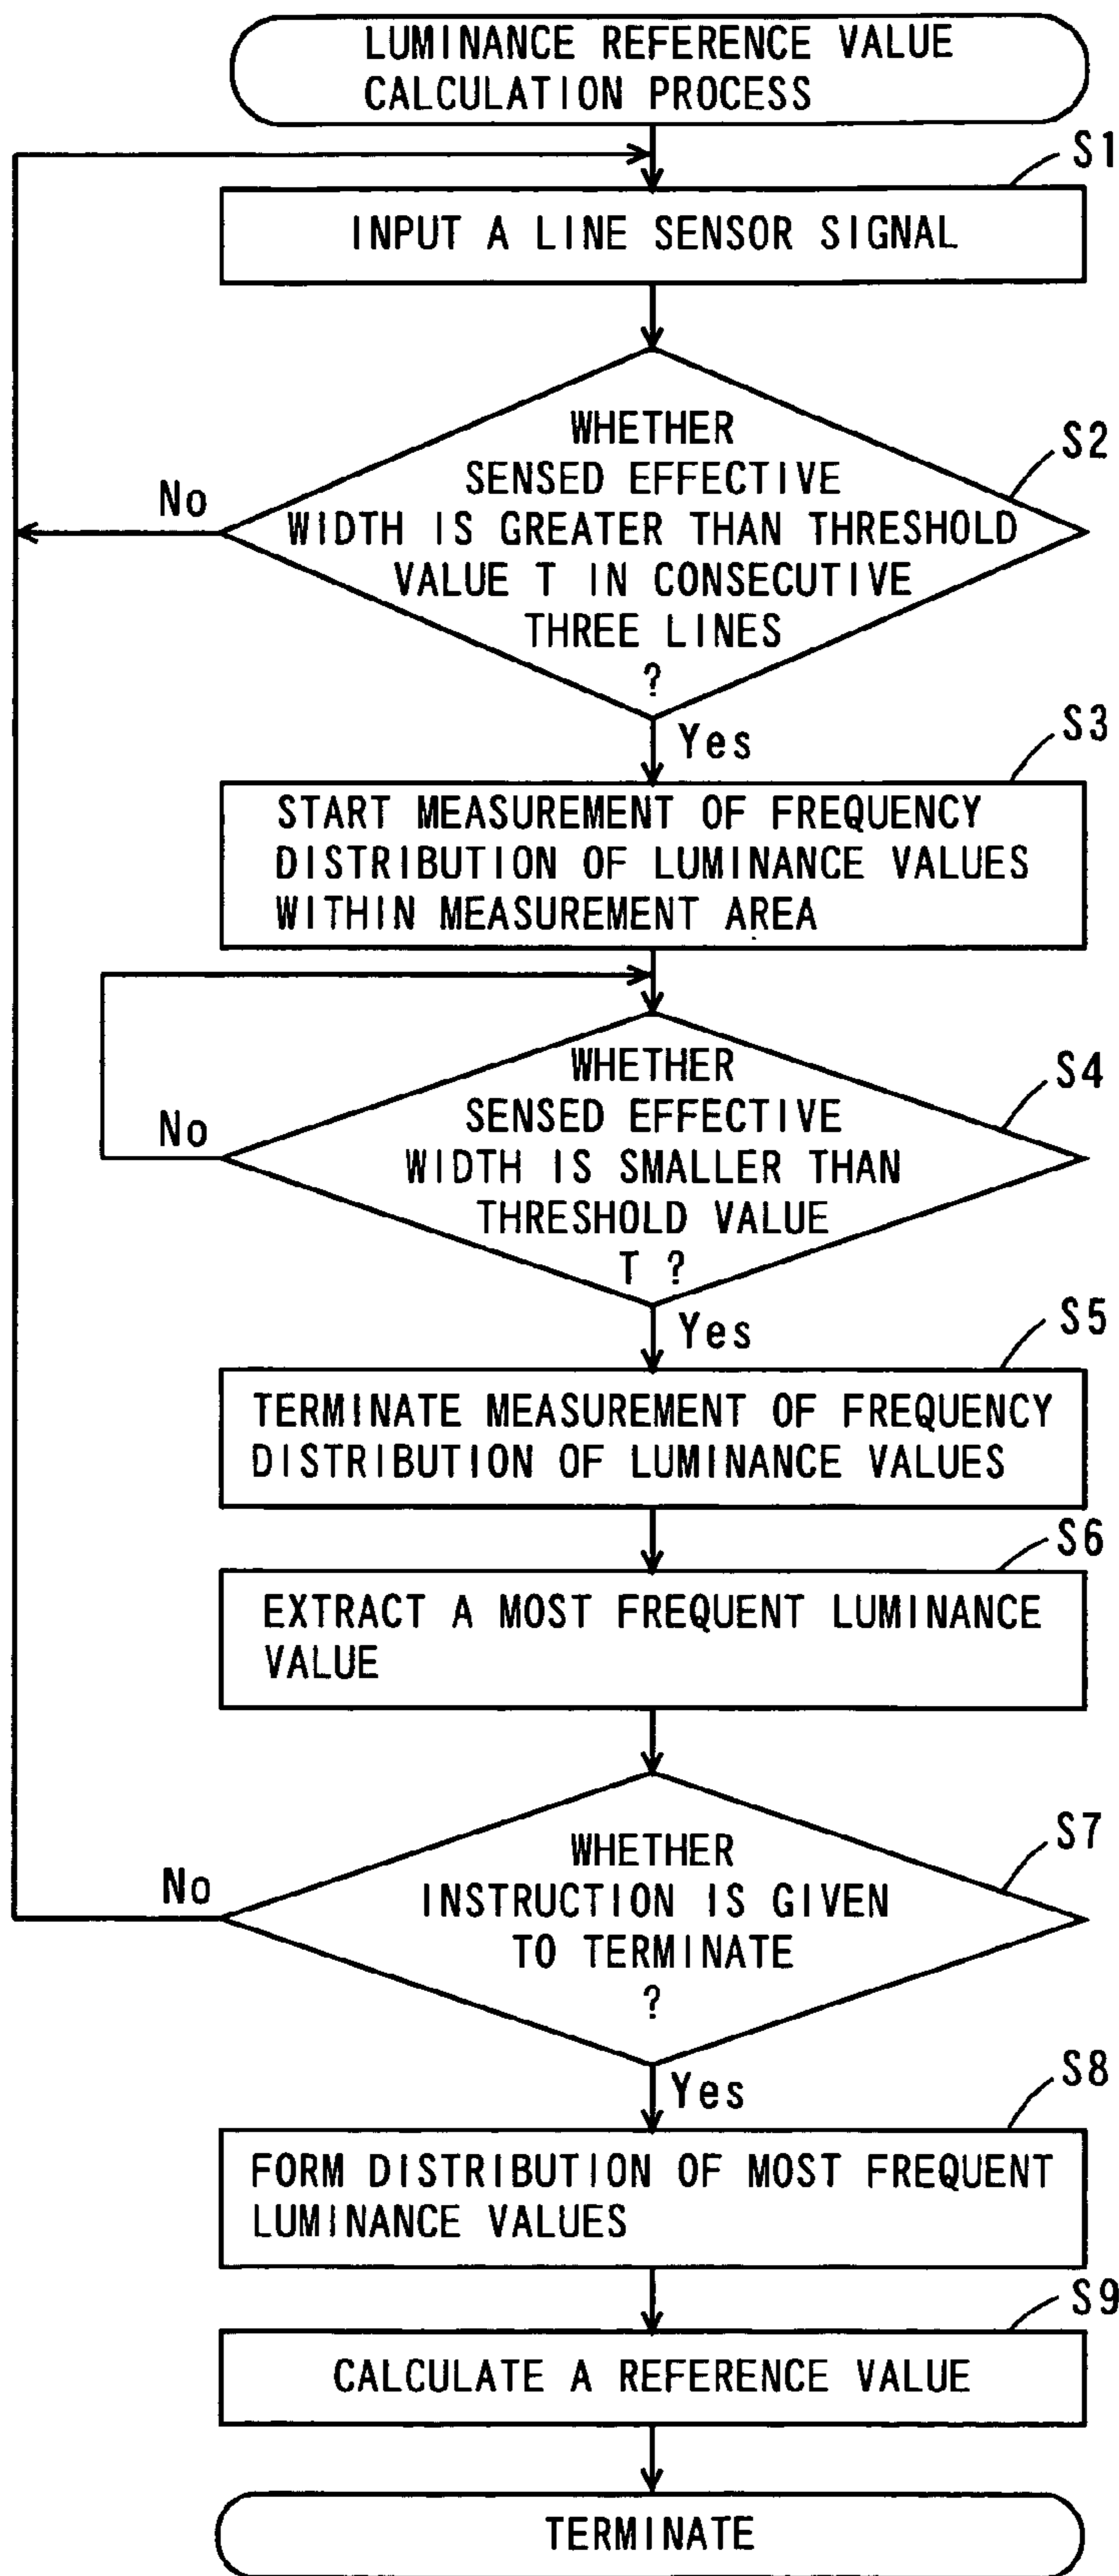 LUMINANCE REFERENCE VALUE
CALCULATION PROCESS
S1
INPUT A LINE SENSOR SIGNAL
S2
WHETHER
SENSED EFFECTIVE
WIDTH IS GREATER THAN THRESHOLD
VALUE T IN CONSECUTIVE
THREE LINES
?
No
Yes
S3
START MEASUREMENT OF FREQUENCY
DISTRIBUTION OF LUMINANCE VALUES
WITHIN MEASUREMENT AREA
S4
WHETHER
SENSED EFFECTIVE
WIDTH IS SMALLER THAN
THRESHOLD VALUE
T ?
No
Yes
S5
TERMINATE MEASUREMENT OF FREQUENCY
DISTRIBUTION OF LUMINANCE VALUES
S6
EXTRACT A MOST FREQUENT LUMINANCE
VALUE
S7
WHETHER
INSTRUCTION IS GIVEN
TO TERMINATE
?
No
Yes
S8
FORM DISTRIBUTION OF MOST FREQUENT
LUMINANCE VALUES
S9
CALCULATE A REFERENCE VALUE
TERMINATE